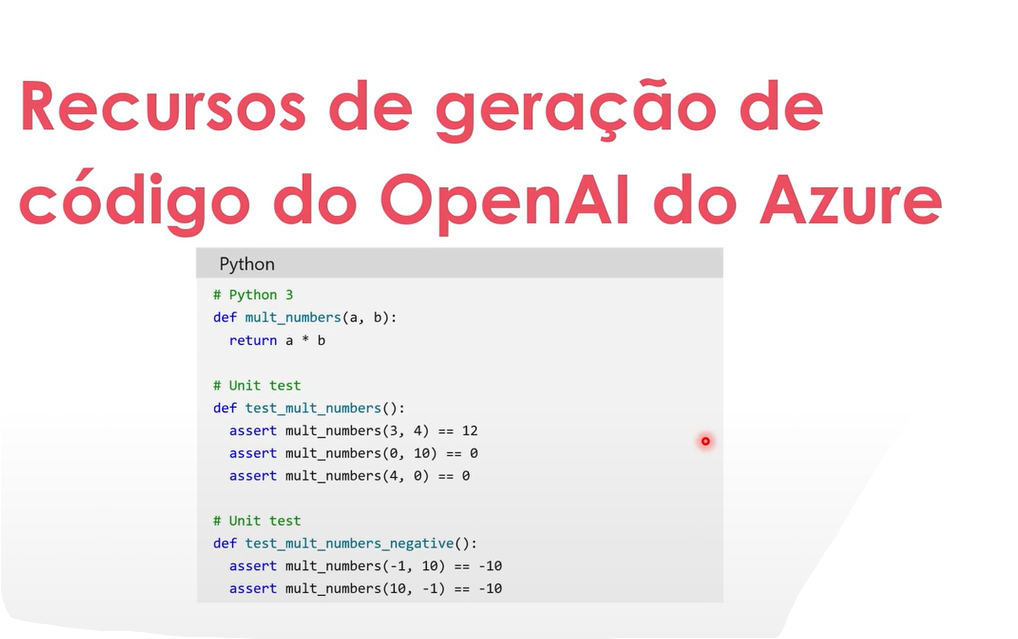 Recursos de geração de
código do OpenAI do Azure
Python
# Python 3
def mult_numbers(a, b):
  return a * b
# Unit test
def test_mult_numbers():
  assert mult_numbers(3, 4) == 12
  assert mult_numbers(0, 10) == 0
  assert mult_numbers(4, 0) == 0
# Unit test
def test_mult_numbers_negative():
  assert mult_numbers(-1, 10) == -10
  assert mult_numbers(10, -1) == -10